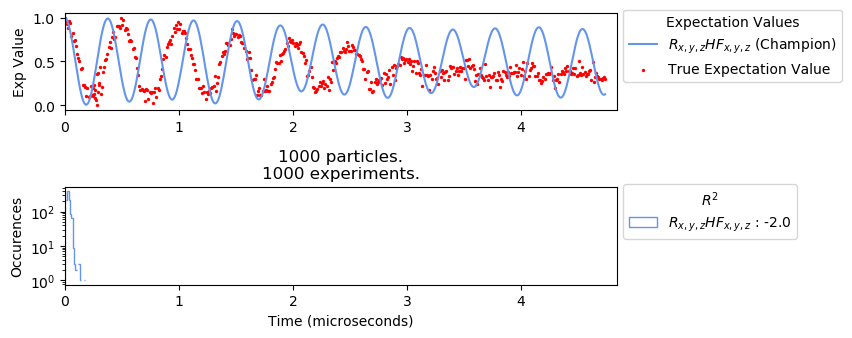 Expectation Values
R_{x,y,z}HF_{x,y,z} (Champion)
True Expectation Value
Exp Value
1.0
0.5
0.0
0 1 2 3 4
1000 particles.
1000 experiments.
R²
R_{x,y,z}HF_{x,y,z} : -2.0
Occurences
10²
10¹
10⁰
0 1 2 3 4
Time (microseconds)